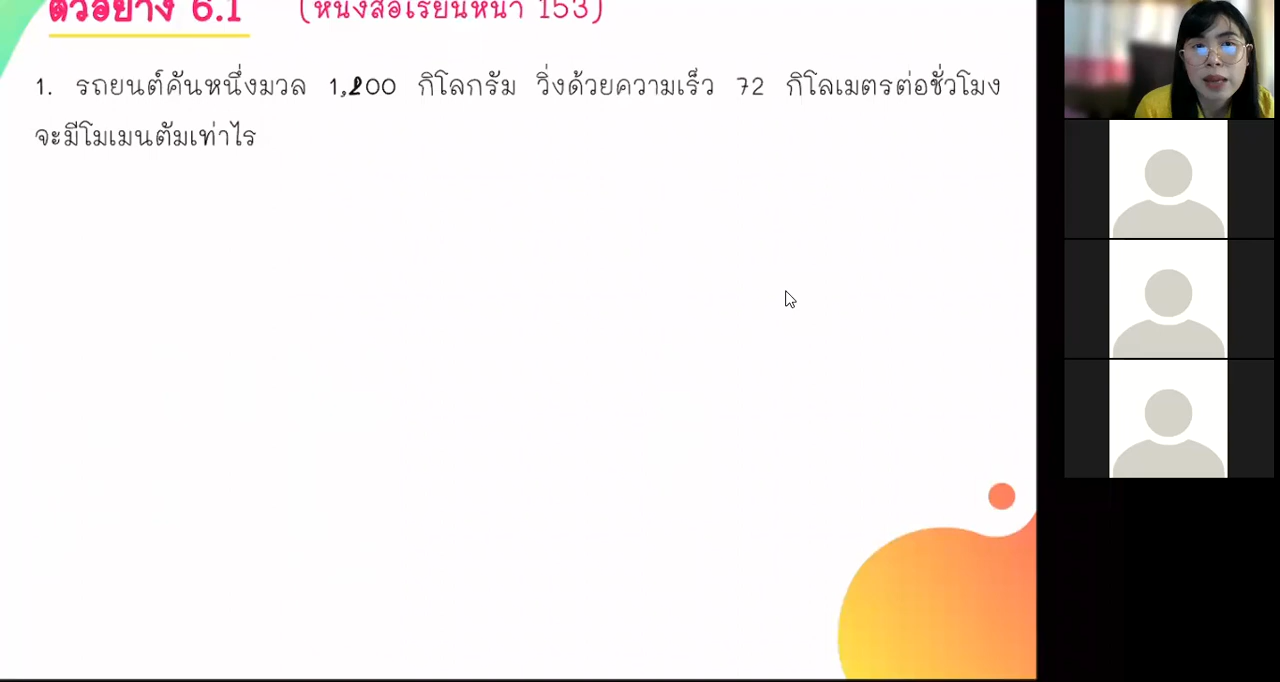 ตัวอย่าง 6.1 (หนังสือเรียนหน้า 153)
1. รถยนต์คันหนึ่งมวล 1,200 กิโลกรัม วิ่งด้วยความเร็ว 72 กิโลเมตรต่อชั่วโมง
จะมีโมเมนตัมเท่าไร